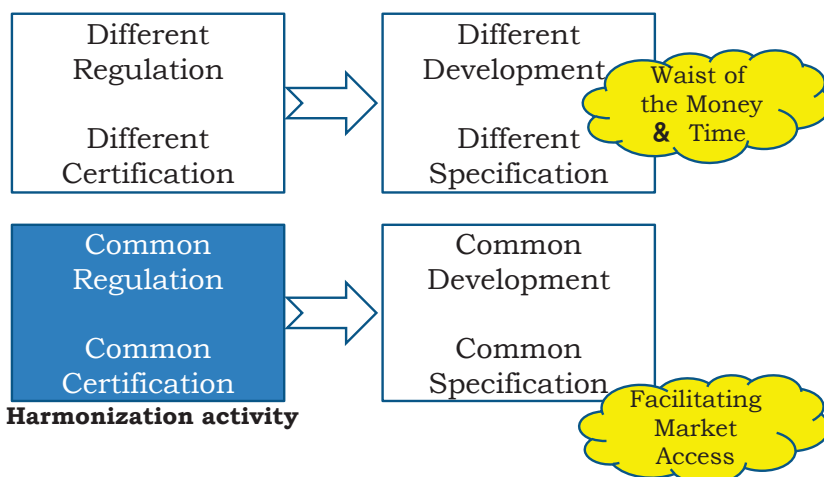 Different
Regulation
Different
Certification
Different
Development
Different
Specification
Waist of
the Money
& Time
Common
Regulation
Common
Certification
Harmonization activity
Common
Development
Common
Specification
Facilitating
Market
Access